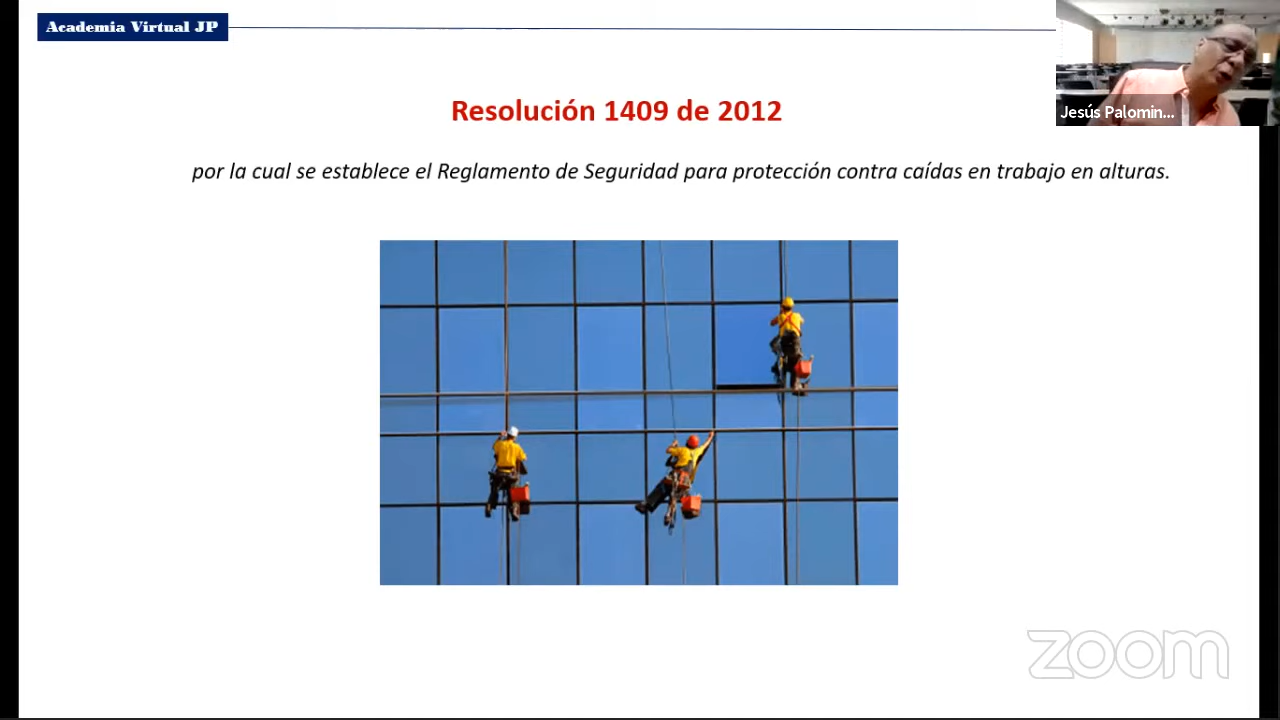 Academia Virtual JP
Resolución 1409 de 2012
por la cual se establece el Reglamento de Seguridad para protección contra caídas en trabajo en alturas.
Jesús Palomin...
zoom